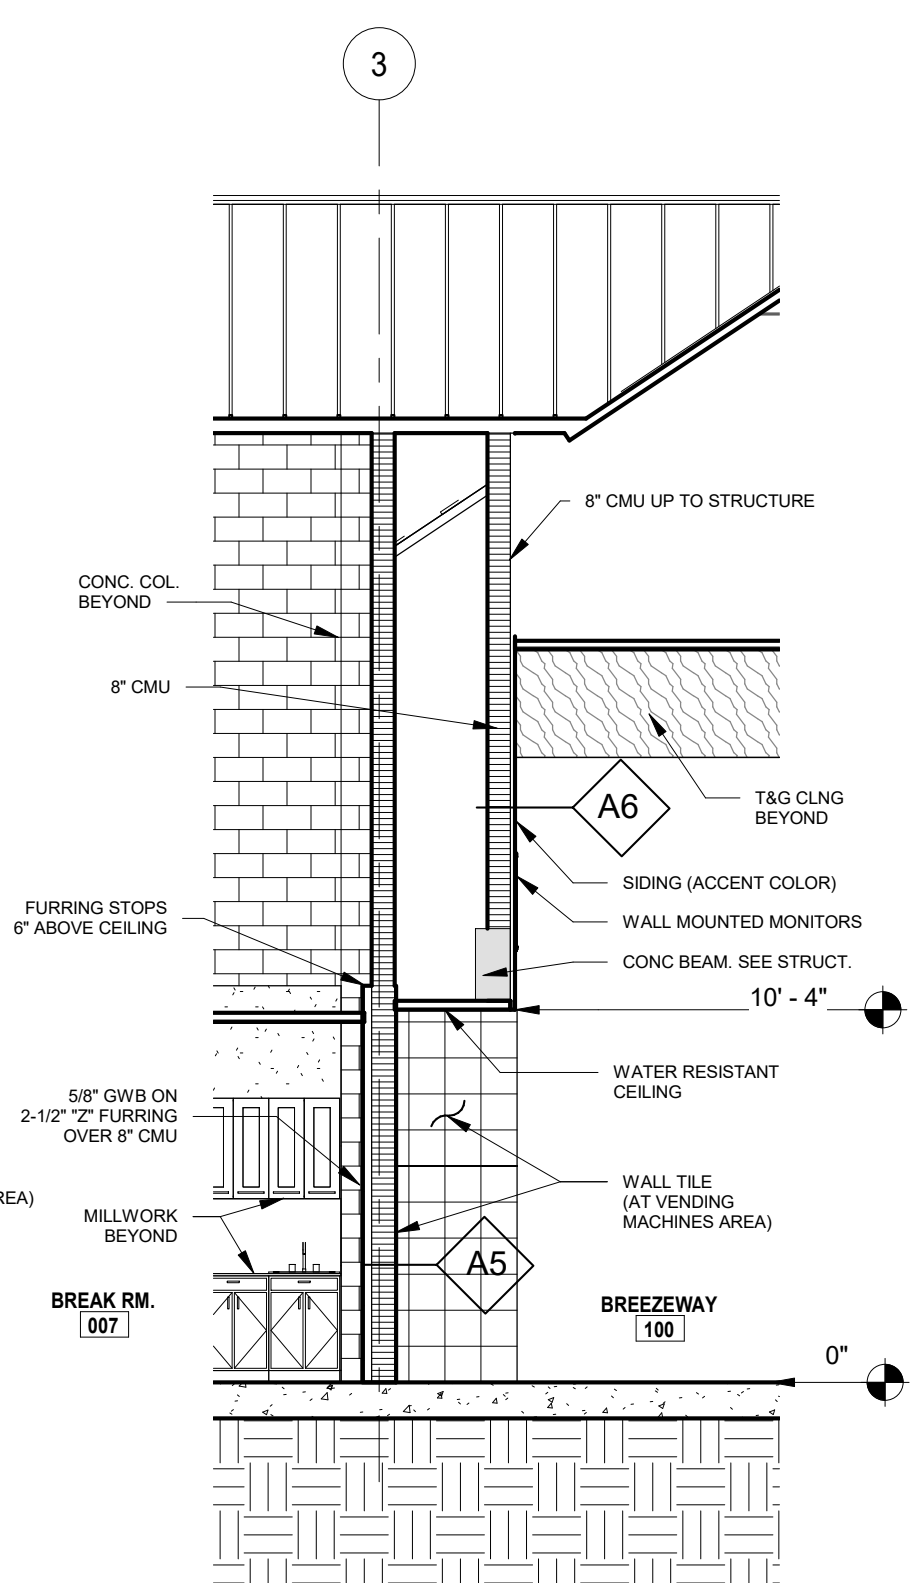 3
8" CMU UP TO STRUCTURE
CONC. COL.
BEYOND
8" CMU
A6
T&G CLNG
BEYOND
SIDING (ACCENT COLOR)
FURRING STOPS
6" ABOVE CEILING
WALL MOUNTED MONITORS
CONC BEAM. SEE STRUCT.
10' - 4"
WATER RESISTANT
CEILING
5/8" GWB ON
2-1/2" "Z" FURRING
OVER 8" CMU
WALL TILE
(AT VENDING
MACHINES AREA)
REA)
MILLWORK
BEYOND
A5
BREAK RM.
007
BREEZEWAY
100
0"